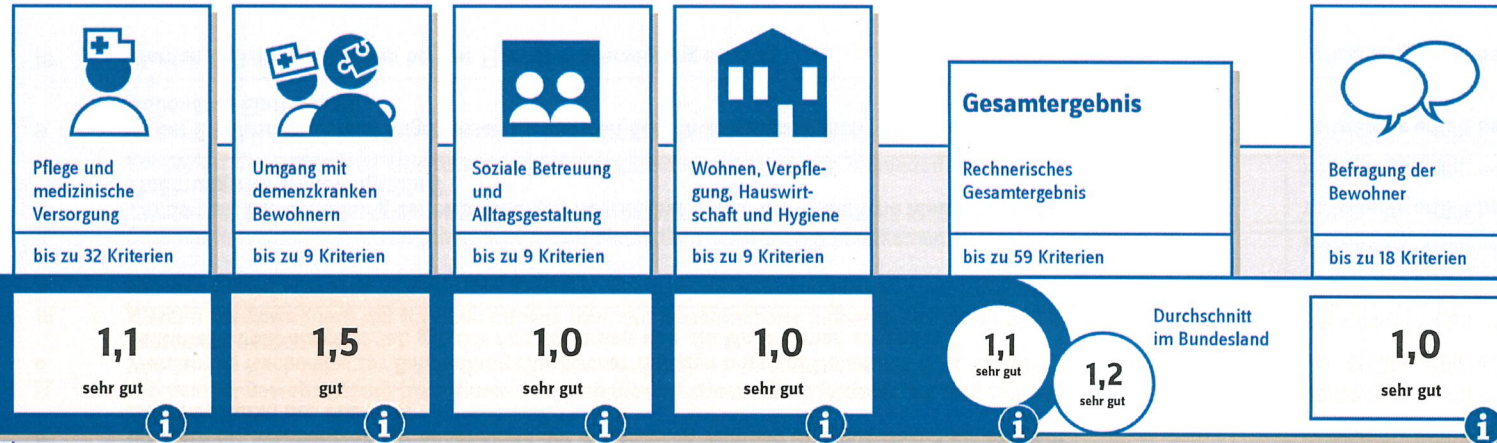 Pflege und
medizinische
Versorgung
bis zu 32 Kriterien
1,1
sehr gut
Umgang mit
demenzkranken
Bewohnern
bis zu 9 Kriterien
1,5
gut
Soziale Betreuung
und
Alltagsgestaltung
bis zu 9 Kriterien
1,0
sehr gut
Wohnen, Verpfle-
gung, Hauswirt-
schaft und Hygiene
bis zu 9 Kriterien
1,0
sehr gut
Gesamtergebnis
Rechnerisches
Gesamtergebnis
bis zu 59 Kriterien
1,1
sehr gut
1,2
sehr gut
Durchschnitt
im Bundesland
Befragung der
Bewohner
bis zu 18 Kriterien
1,0
sehr gut